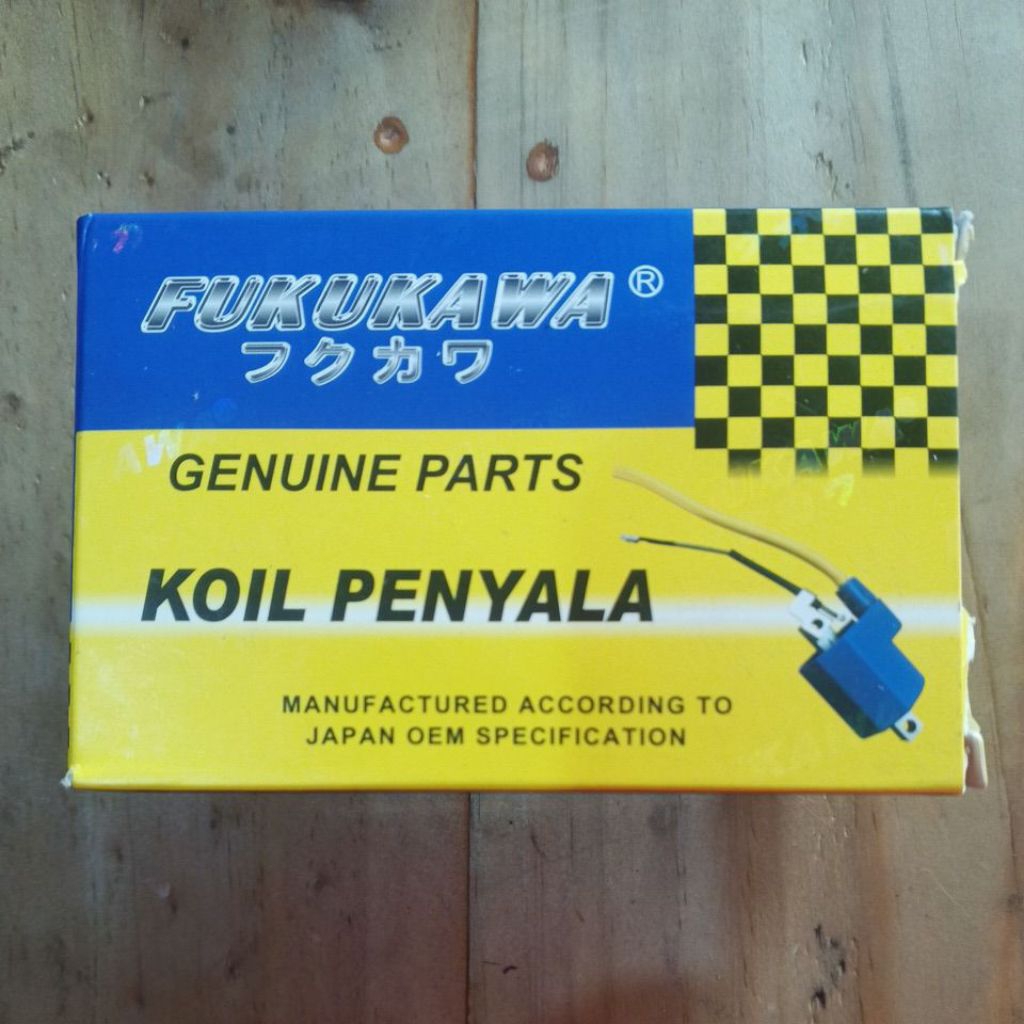 FUKUKAWA®
フクカワ
GENUINE PARTS
KOIL PENYALA
MANUFACTURED ACCORDING TO
JAPAN OEM SPECIFICATION